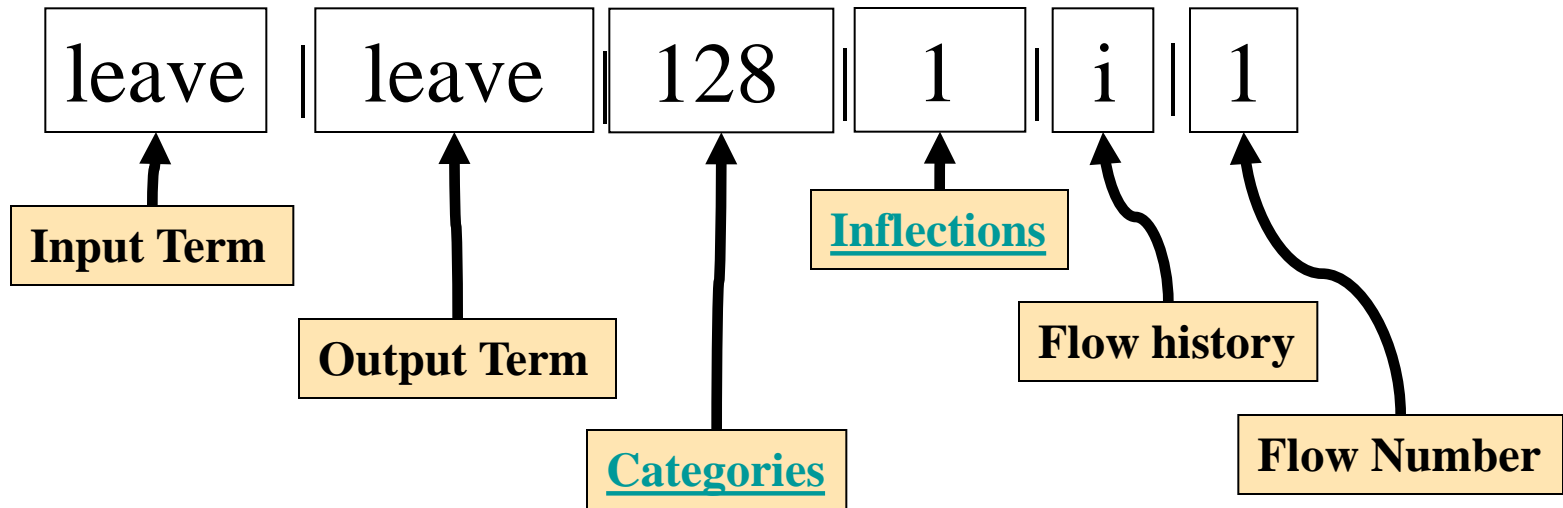 leave | leave | 128 | 1 | i | 1
Input Term
Inflections
Output Term
Flow history
Categories
Flow Number